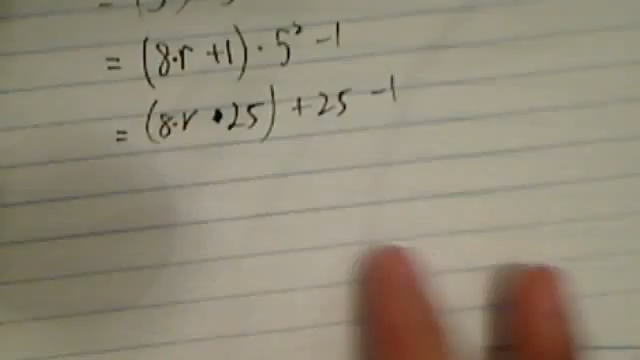 = (8·r +1) · 5² -1
= (8·r · 25) + 25 -1